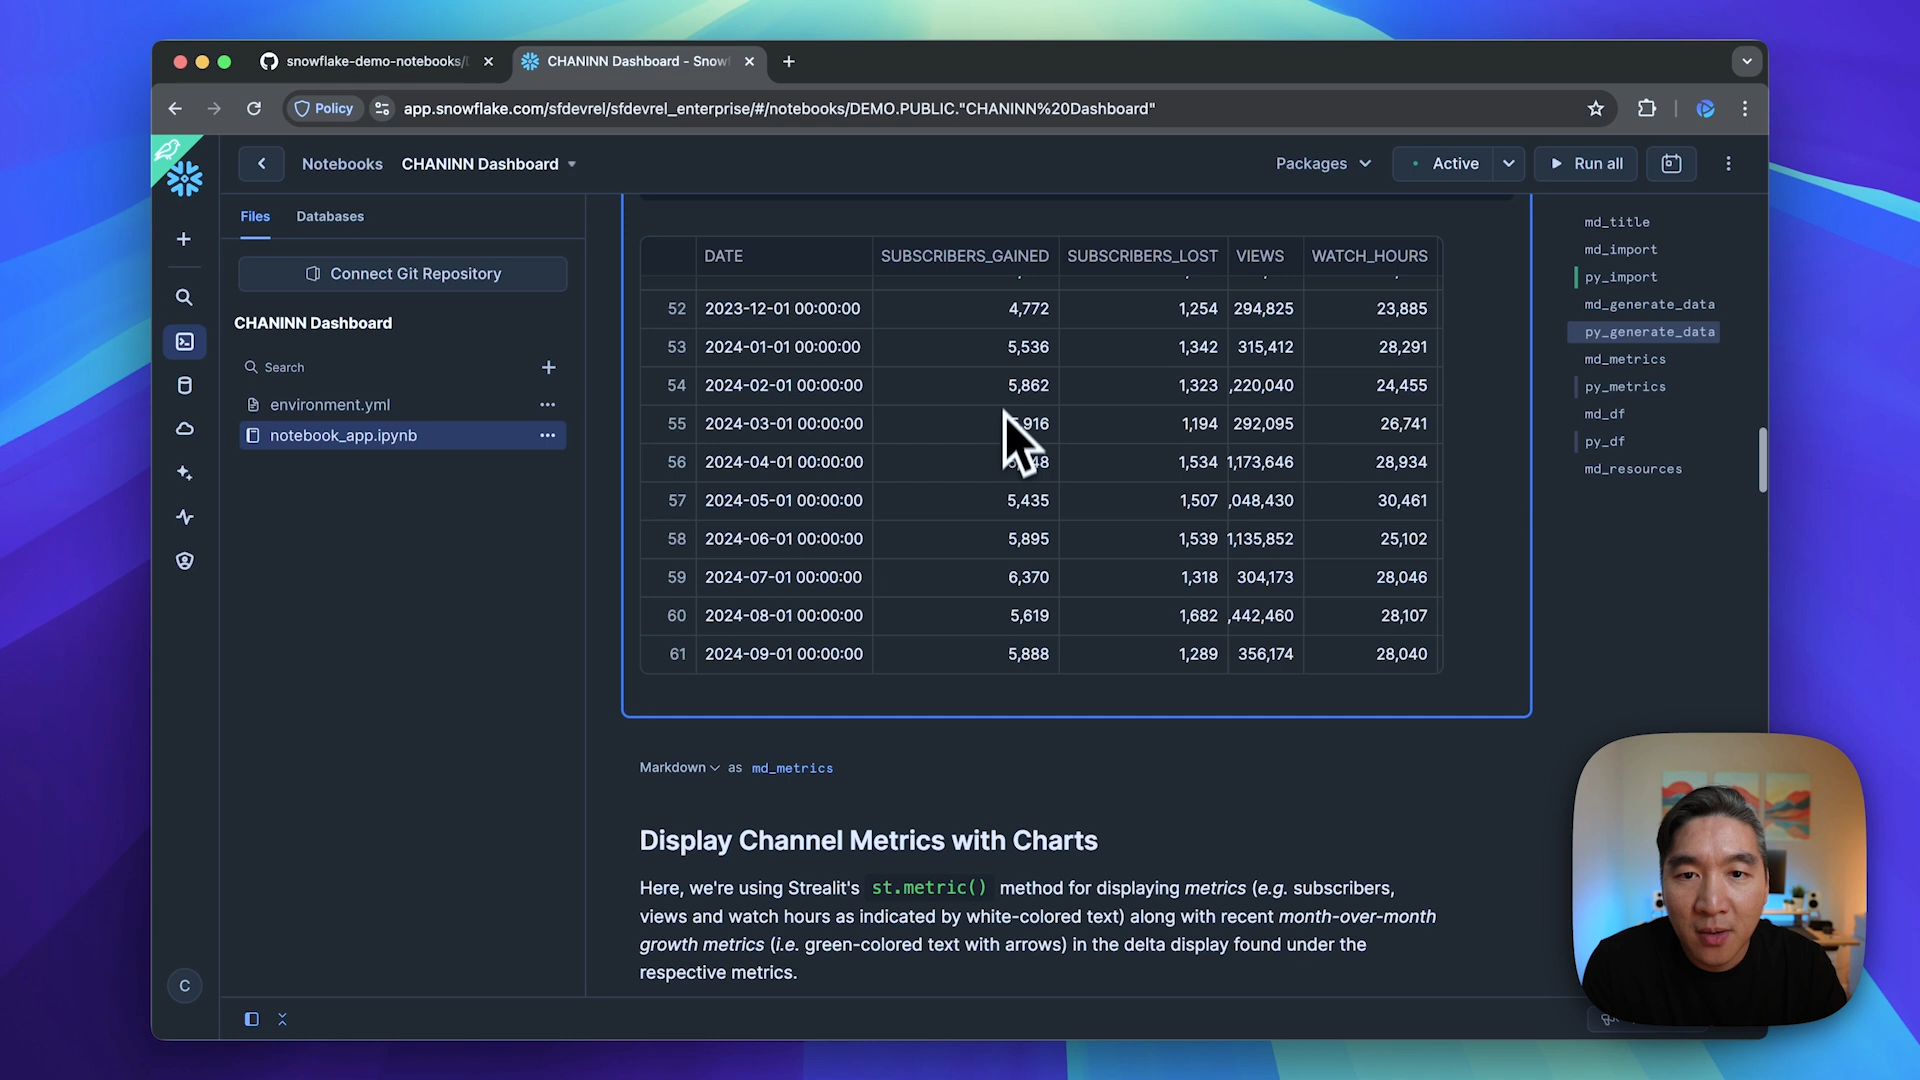 snowflake-demo-notebooks/
CHANINN Dashboard - Snow
Policy
app.snowflake.com/sfdevrel/sfdevrel_enterprise/#/notebooks/DEMO.PUBLIC."CHANINN%20Dashboard"
Notebooks CHANINN Dashboard
Packages
Active
Run all
Files Databases
Connect Git Repository
CHANINN Dashboard
Search
environment.yml
notebook_app.ipynb
C
DATE SUBSCRIBERS_GAINED SUBSCRIBERS_LOST VIEWS WATCH_HOURS
52 2023-12-01 00:00:00 4,772 1,254 294,825 23,885
53 2024-01-01 00:00:00 5,536 1,342 315,412 28,291
54 2024-02-01 00:00:00 5,862 1,323 ,220,040 24,455
55 2024-03-01 00:00:00 916 1,194 292,095 26,741
56 2024-04-01 00:00:00 48 1,534 1,173,646 28,934
57 2024-05-01 00:00:00 5,435 1,507 ,048,430 30,461
58 2024-06-01 00:00:00 5,895 1,539 1,135,852 25,102
59 2024-07-01 00:00:00 6,370 1,318 304,173 28,046
60 2024-08-01 00:00:00 5,619 1,682 ,442,460 28,107
61 2024-09-01 00:00:00 5,888 1,289 356,174 28,040
Markdown as md_metrics
Display Channel Metrics with Charts
Here, we're using Strealit's st.metric() method for displaying metrics (e.g. subscribers,
views and watch hours as indicated by white-colored text) along with recent month-over-month
growth metrics (i.e. green-colored text with arrows) in the delta display found under the
respective metrics.
md_title
md_import
py_import
md_generate_data
py_generate_data
md_metrics
py_metrics
md_df
py_df
md_resources